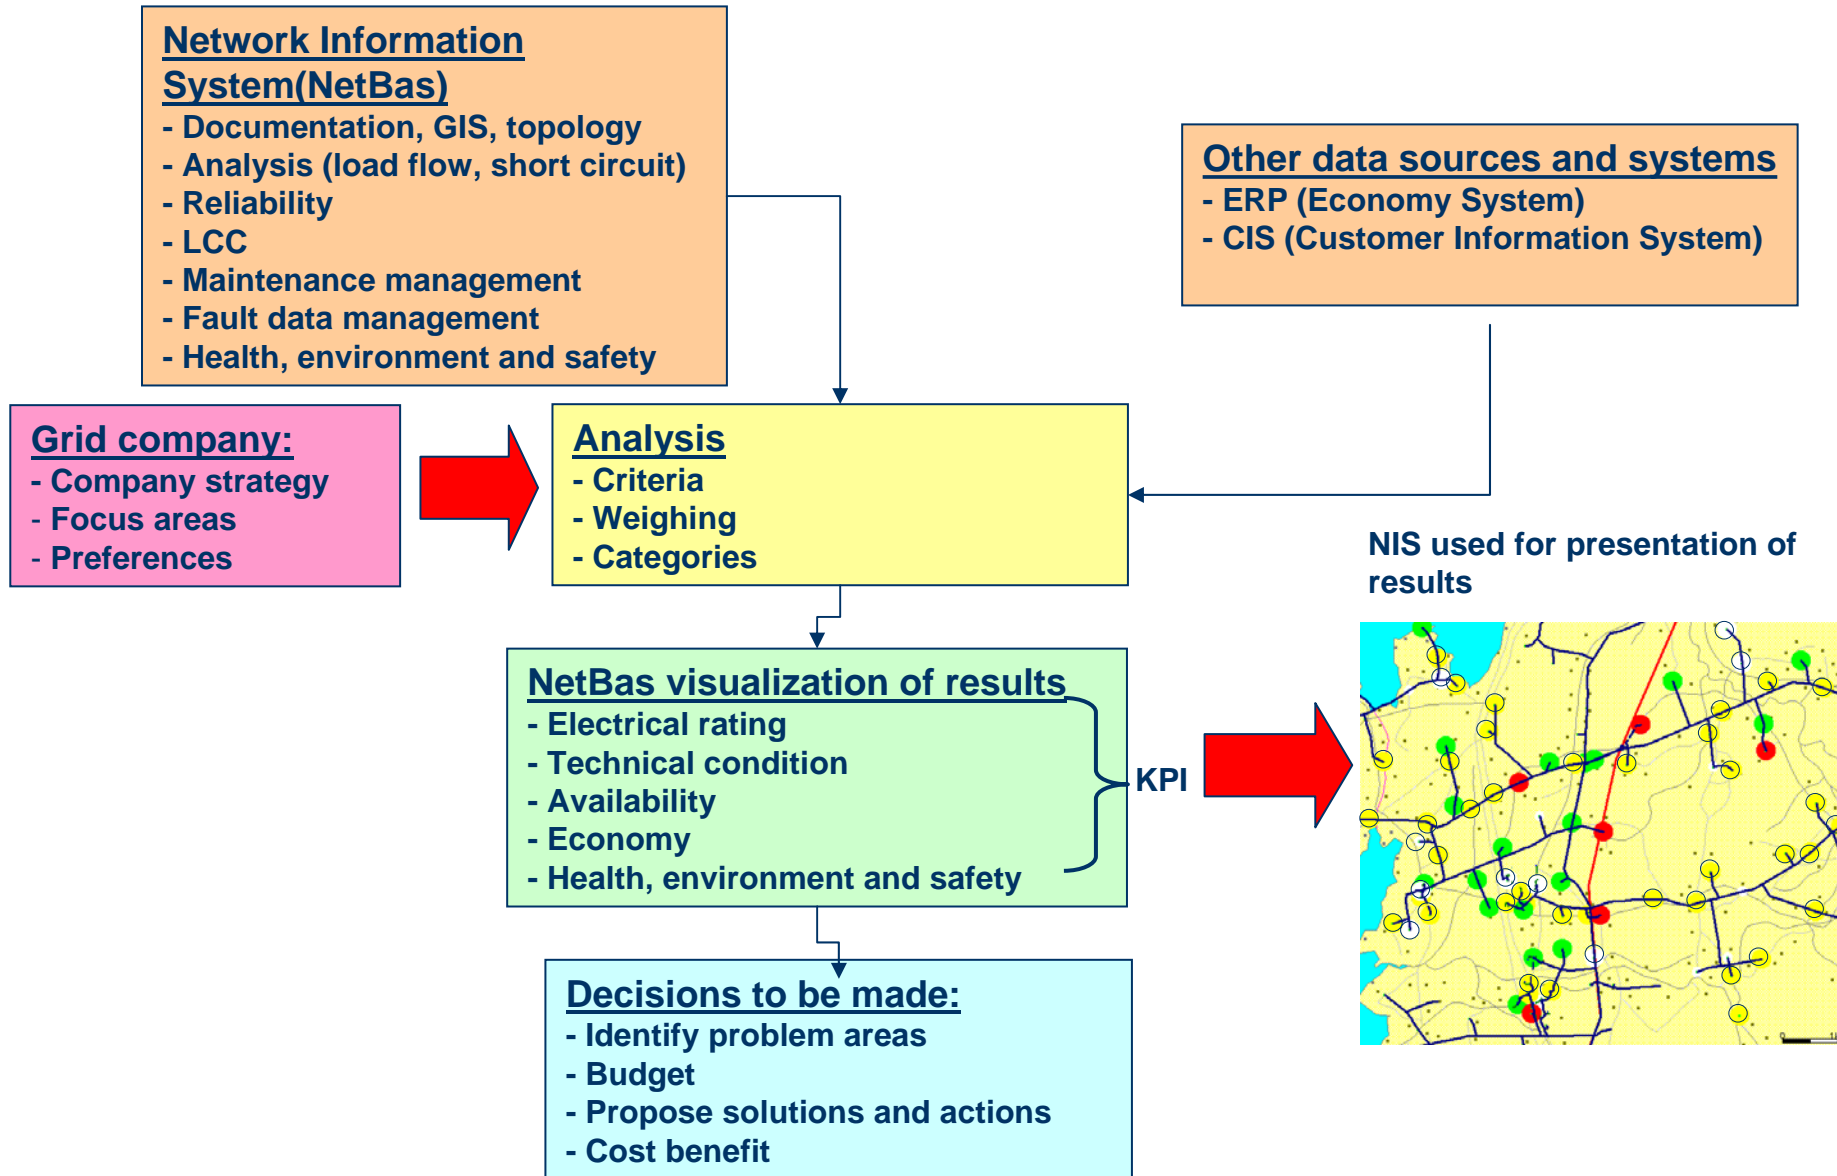 Network Information
System(NetBas)
- Documentation, GIS, topology
- Analysis (load flow, short circuit)
- Reliability
- LCC
- Maintenance management
- Fault data management
- Health, environment and safety
Other data sources and systems
- ERP (Economy System)
- CIS (Customer Information System)
Grid company:
- Company strategy
- Focus areas
- Preferences
Analysis
- Criteria
- Weighing
- Categories
NIS used for presentation of
results
NetBas visualization of results
- Electrical rating
- Technical condition
- Availability
- Economy
- Health, environment and safety
KPI
Decisions to be made:
- Identify problem areas
- Budget
- Propose solutions and actions
- Cost benefit
0